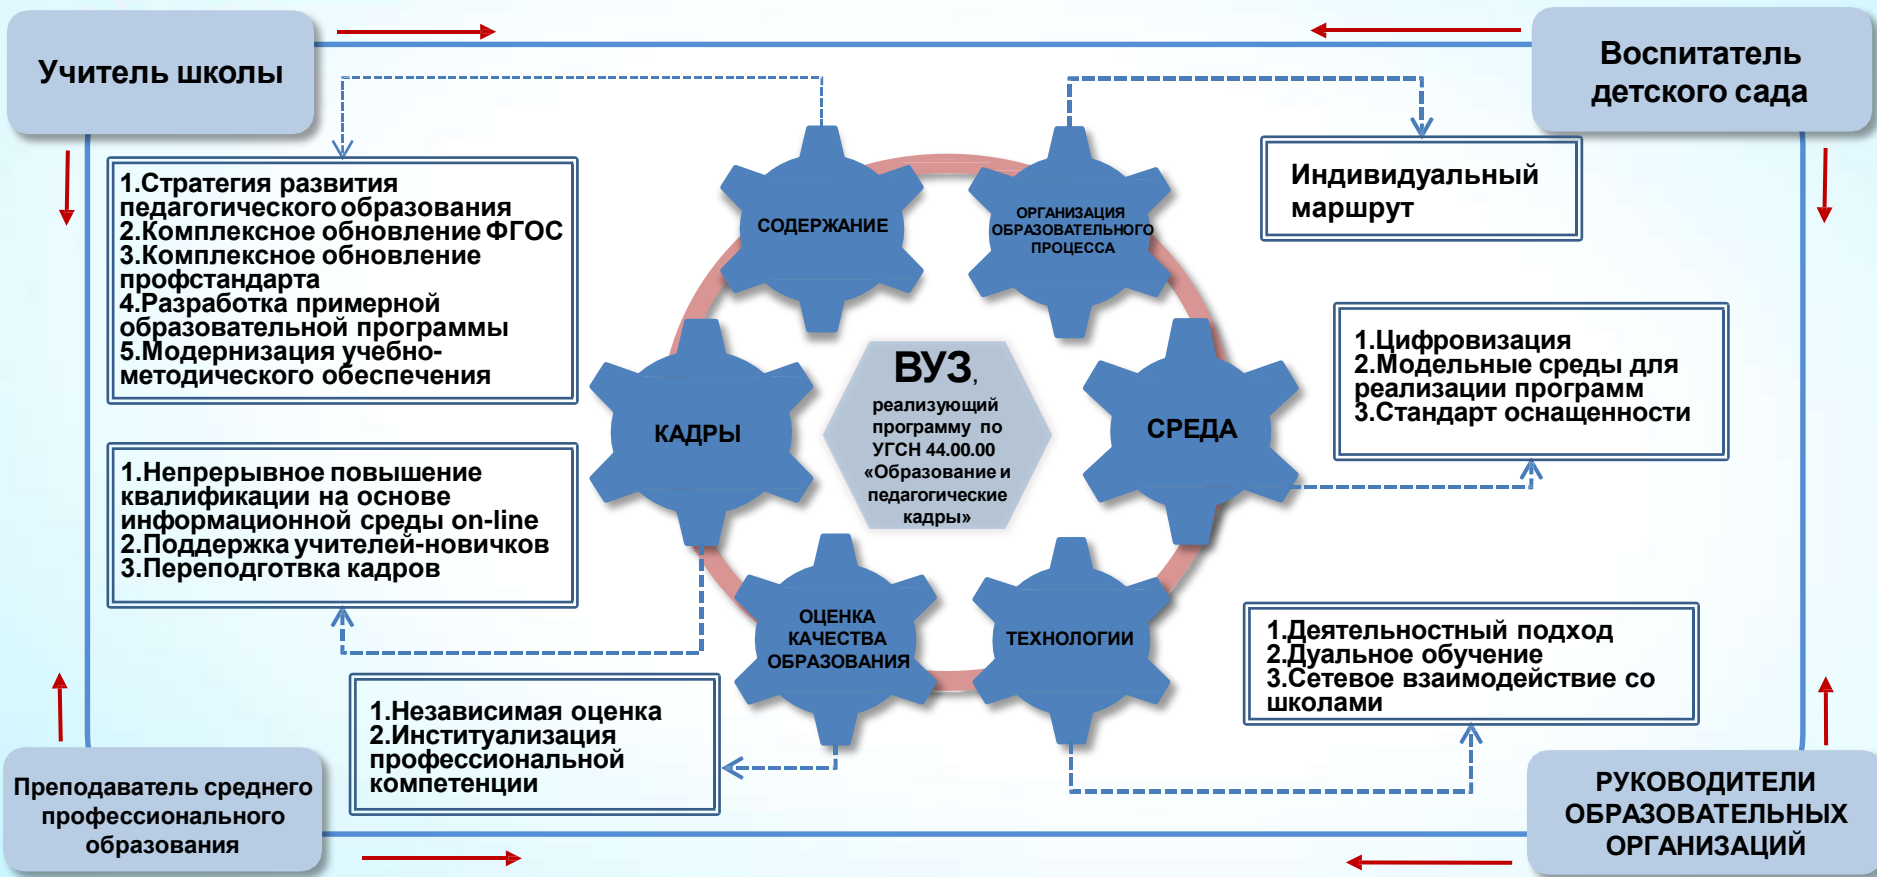 Учитель школы
Воспитатель
детского сада
1.Стратегия развития
педагогического образования
2.Комплексное обновление ФГОС
3.Комплексное обновление
профстандарта
4.Разработка примерной
образовательной программы
5.Модернизация учебно-
методического обеспечения
СОДЕРЖАНИЕ
ОРГАНИЗАЦИЯ
ОБРАЗОВАТЕЛЬНОГО
ПРОЦЕССА
Индивидуальный
маршрут
КАДРЫ
ВУЗ,
реализующий
программу по
УГСН 44.00.00
«Образование и
педагогические
кадры»
СРЕДА
1.Цифровизация
2.Модельные среды для
реализации программ
3.Стандарт оснащенности
1.Непрерывное повышение
квалификации на основе
информационной среды on-line
2.Поддержка учителей-новичков
3.Переподготвка кадров
ОЦЕНКА
КАЧЕСТВА
ОБРАЗОВАНИЯ
ТЕХНОЛОГИИ
1.Деятельностный подход
2.Дуальное обучение
3.Сетевое взаимодействие со
школами
1.Независимая оценка
2.Институализация
профессиональной
компетенции
Преподаватель среднего
профессионального
образования
РУКОВОДИТЕЛИ
ОБРАЗОВАТЕЛЬНЫХ
ОРГАНИЗАЦИЙ